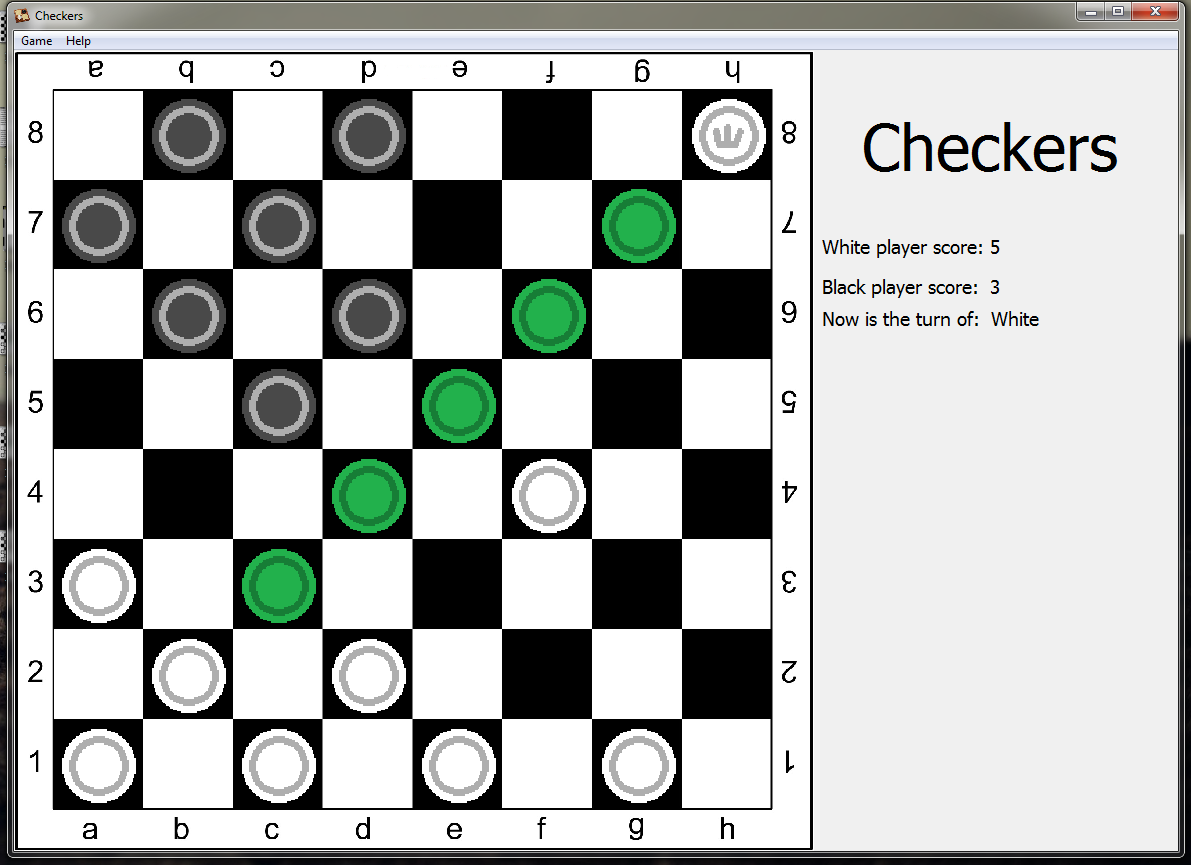 Checkers
Game Help
a b c d e f g h
8 8
7 7
6 6
5 5
4 4
3 3
2 2
1 1
a b c d e f g h
Checkers
White player score: 5
Black player score: 3
Now is the turn of: White